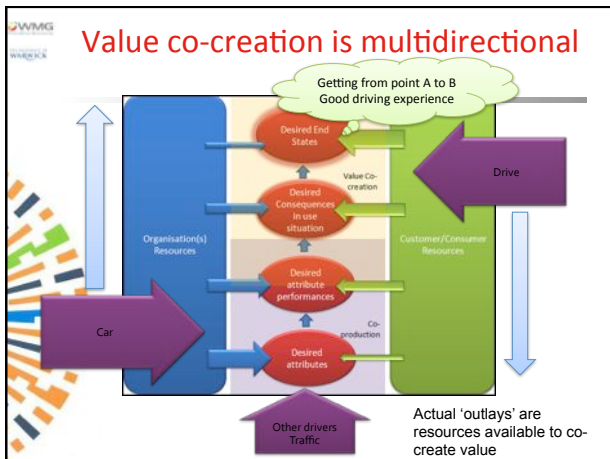 WMG
WARWICK
Value co-creation is multidirectional
Getting from point A to B
Good driving experience
Desired End
States
Value Co-
creation
Drive
Desired
Consequences
in use
situation
Organisation(s)
Resources
Customer/Consumer
Resources
Desired
attribute
performances
Car
Co-
production
Desired
attributes
Other drivers
Traffic
Actual 'outlays' are
resources available to co-
create value